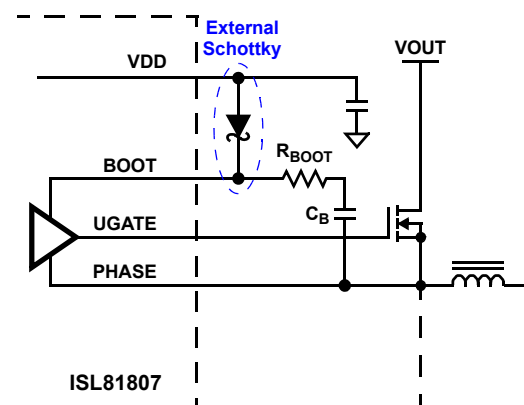 External
Schottky
VDD
VOUT
BOOT
RBOOT
CB
UGATE
PHASE
ISL81807